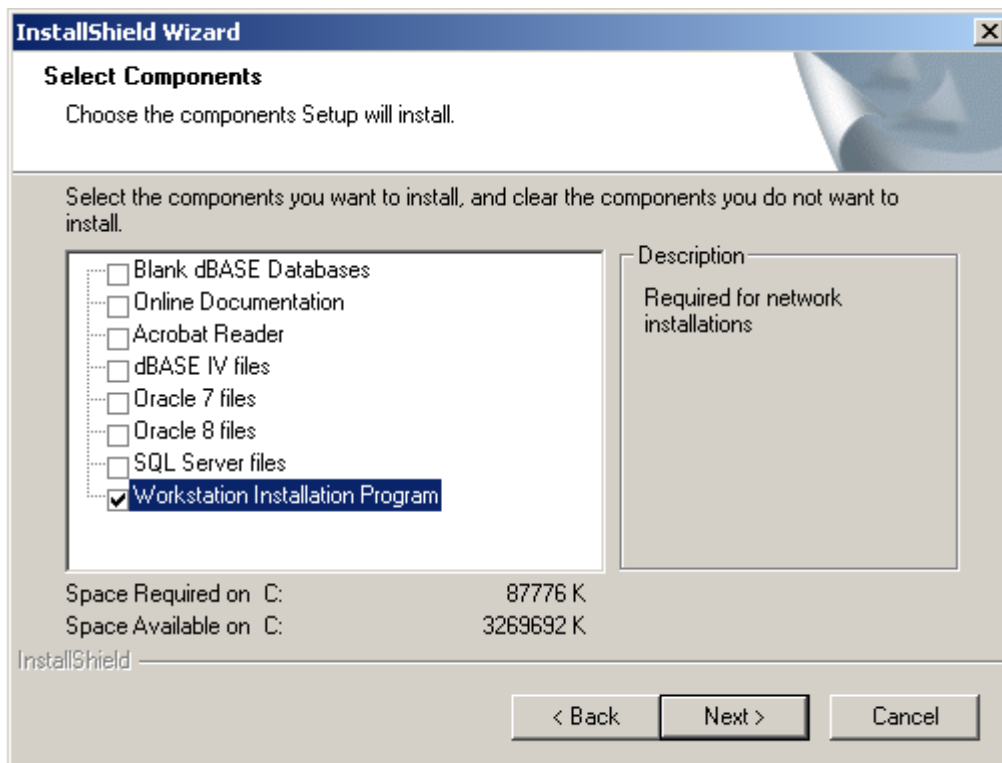 InstallShield Wizard
Select Components
Choose the components Setup will install.
Select the components you want to install, and clear the components you do not want to
install.
Blank dBASE Databases
Online Documentation
Acrobat Reader
dBASE IV files
Oracle 7 files
Oracle 8 files
SQL Server files
Workstation Installation Program
Description
Required for network
installations
Space Required on C: 87776 K
Space Available on C: 3269692 K
InstallShield
< Back Next > Cancel